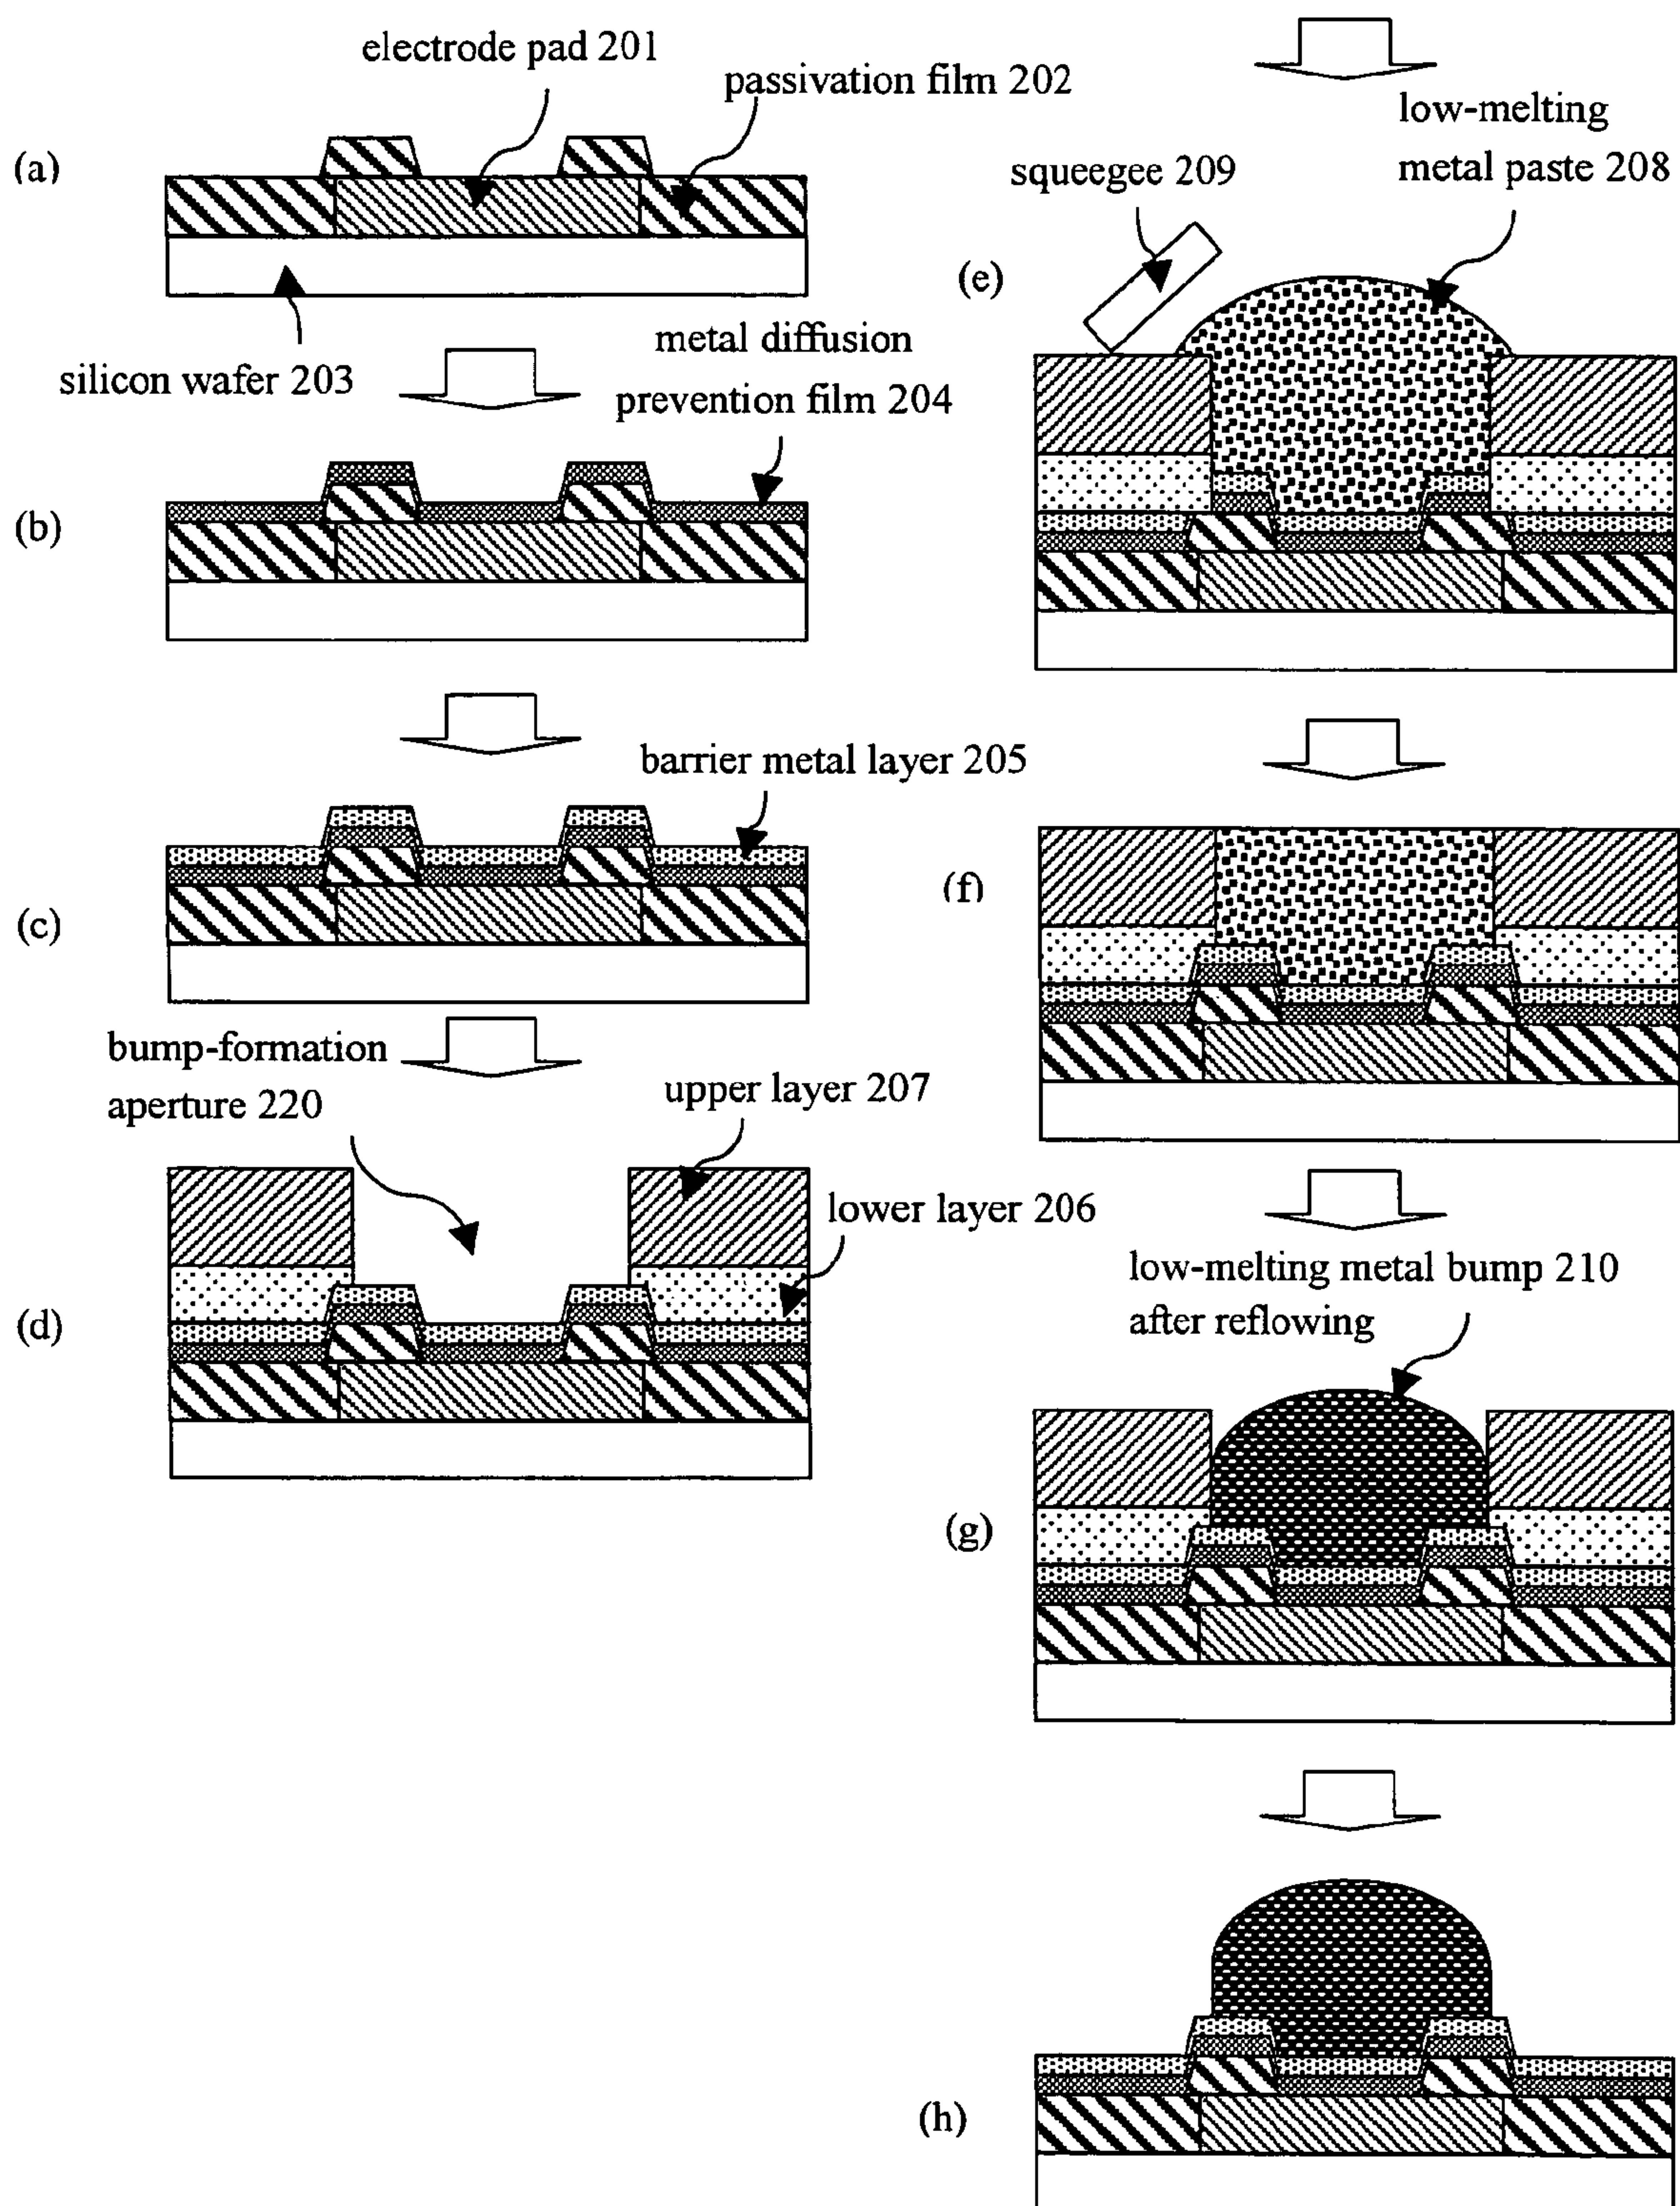 electrode pad 201
passivation film 202
(a)
silicon wafer 203
metal diffusion
prevention film 204
(b)
barrier metal layer 205
(c)
bump-formation
aperture 220
upper layer 207
lower layer 206
(d)
low-melting
metal paste 208
squeegee 209
(e)
(f)
low-melting metal bump 210
after reflowing
(g)
(h)